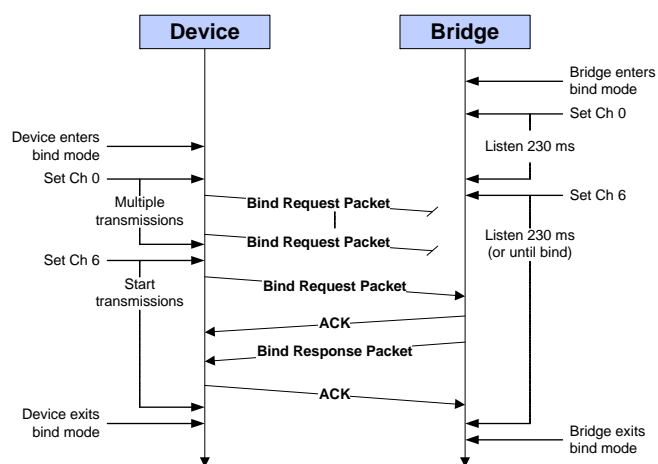 Device
Bridge
Bridge enters
bind mode
Set Ch 0
Device enters
bind mode
Listen 230 ms
Set Ch 0
Set Ch 6
Bind Request Packet
Multiple
transmissions
Bind Request Packet
Listen 230 ms
(or until bind)
Set Ch 6
Start
transmissions
Bind Request Packet
ACK
Bind Response Packet
ACK
Device exits
bind mode
Bridge exits
bind mode